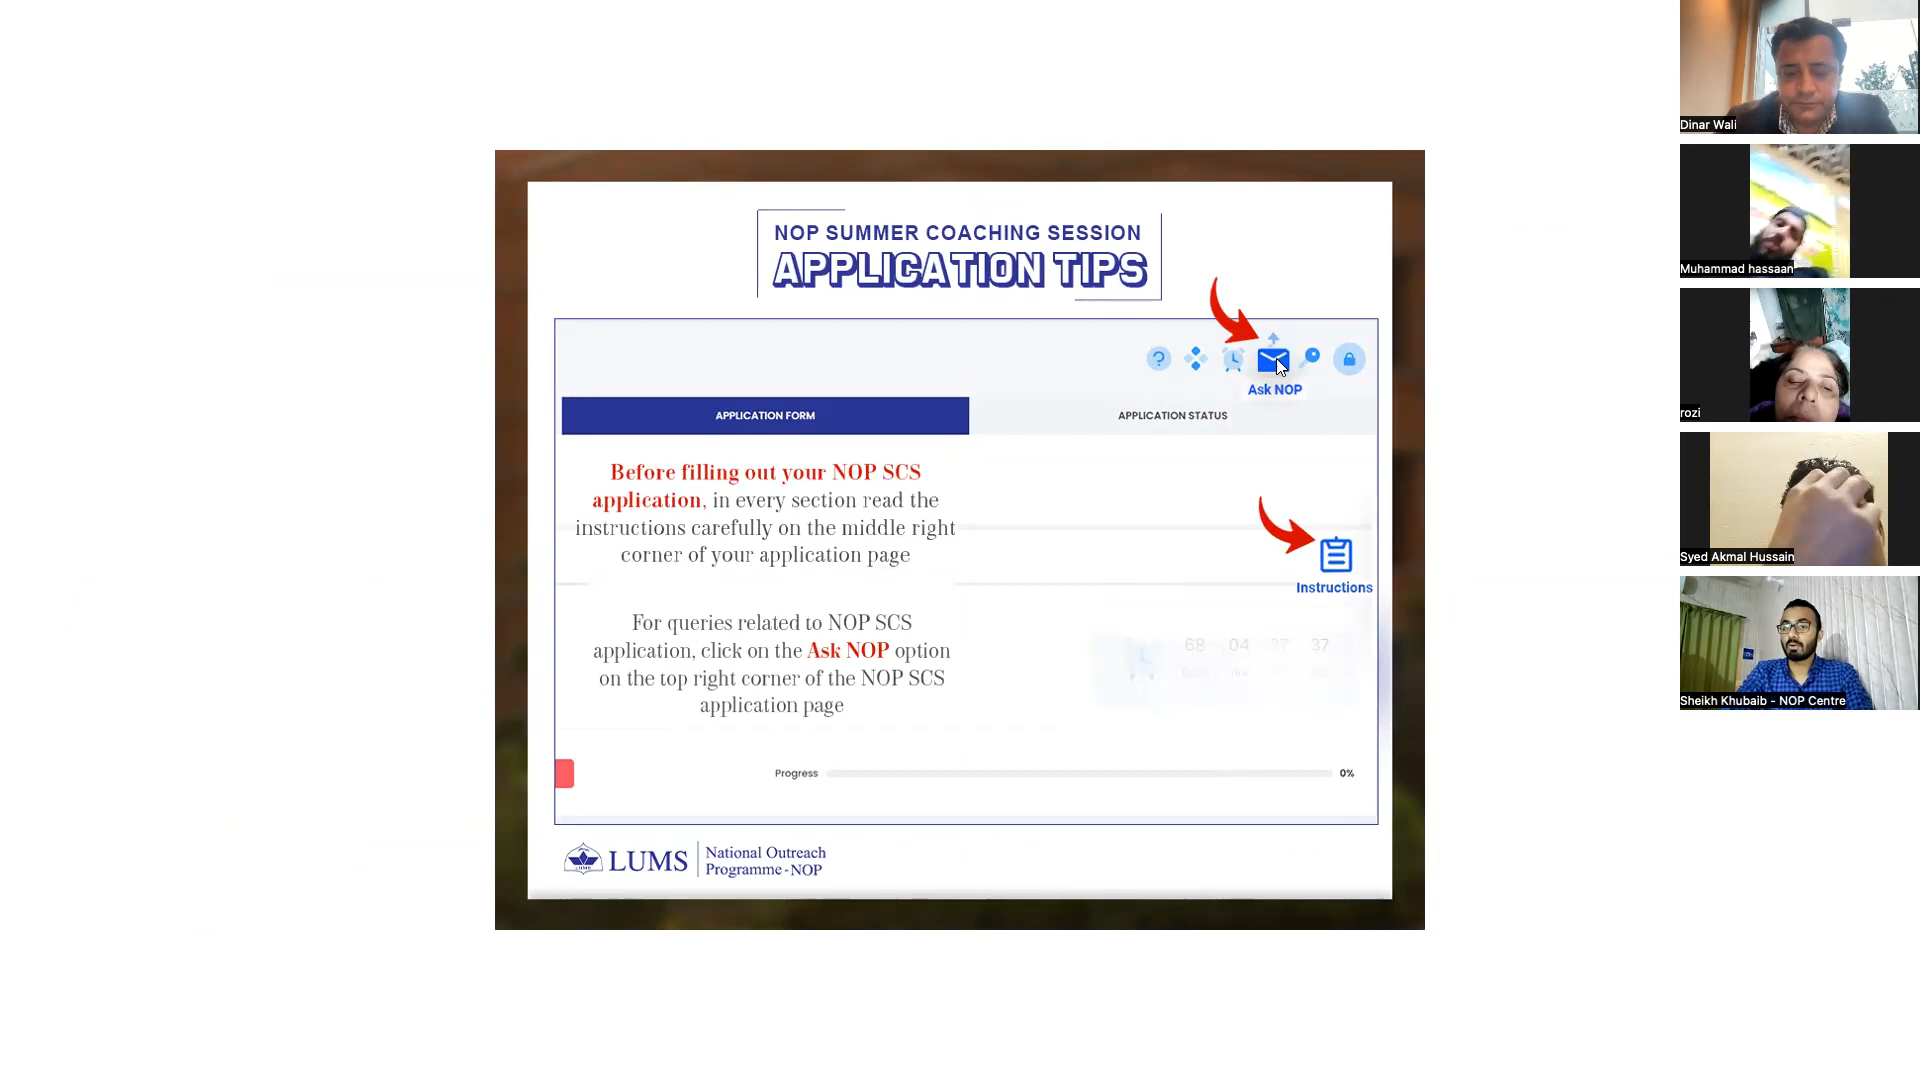 NOP SUMMER COACHING SESSION
APPLICATION TIPS
Ask NOP
APPLICATION FORM
APPLICATION STATUS
Before filling out your NOP SCS
application, in every section read the
instructions carefully on the middle right
corner of your application page
Instructions
For queries related to NOP SCS
application, click on the Ask NOP option
on the top right corner of the NOP SCS
application page
68 04 37
Progress 0%
LUMS
National Outreach
Programme - NOP
Dinar Wali
Muhammad hassaan
rozi
Syed Akmal Hussain
Sheikh Khubaib - NOP Centre